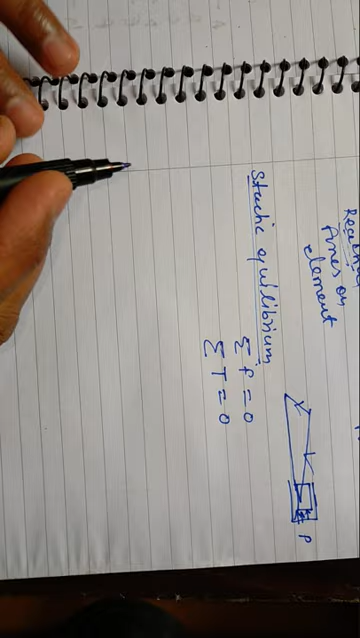 forces on
element
Static equilibrium
Σ F = 0
Σ T = 0
P